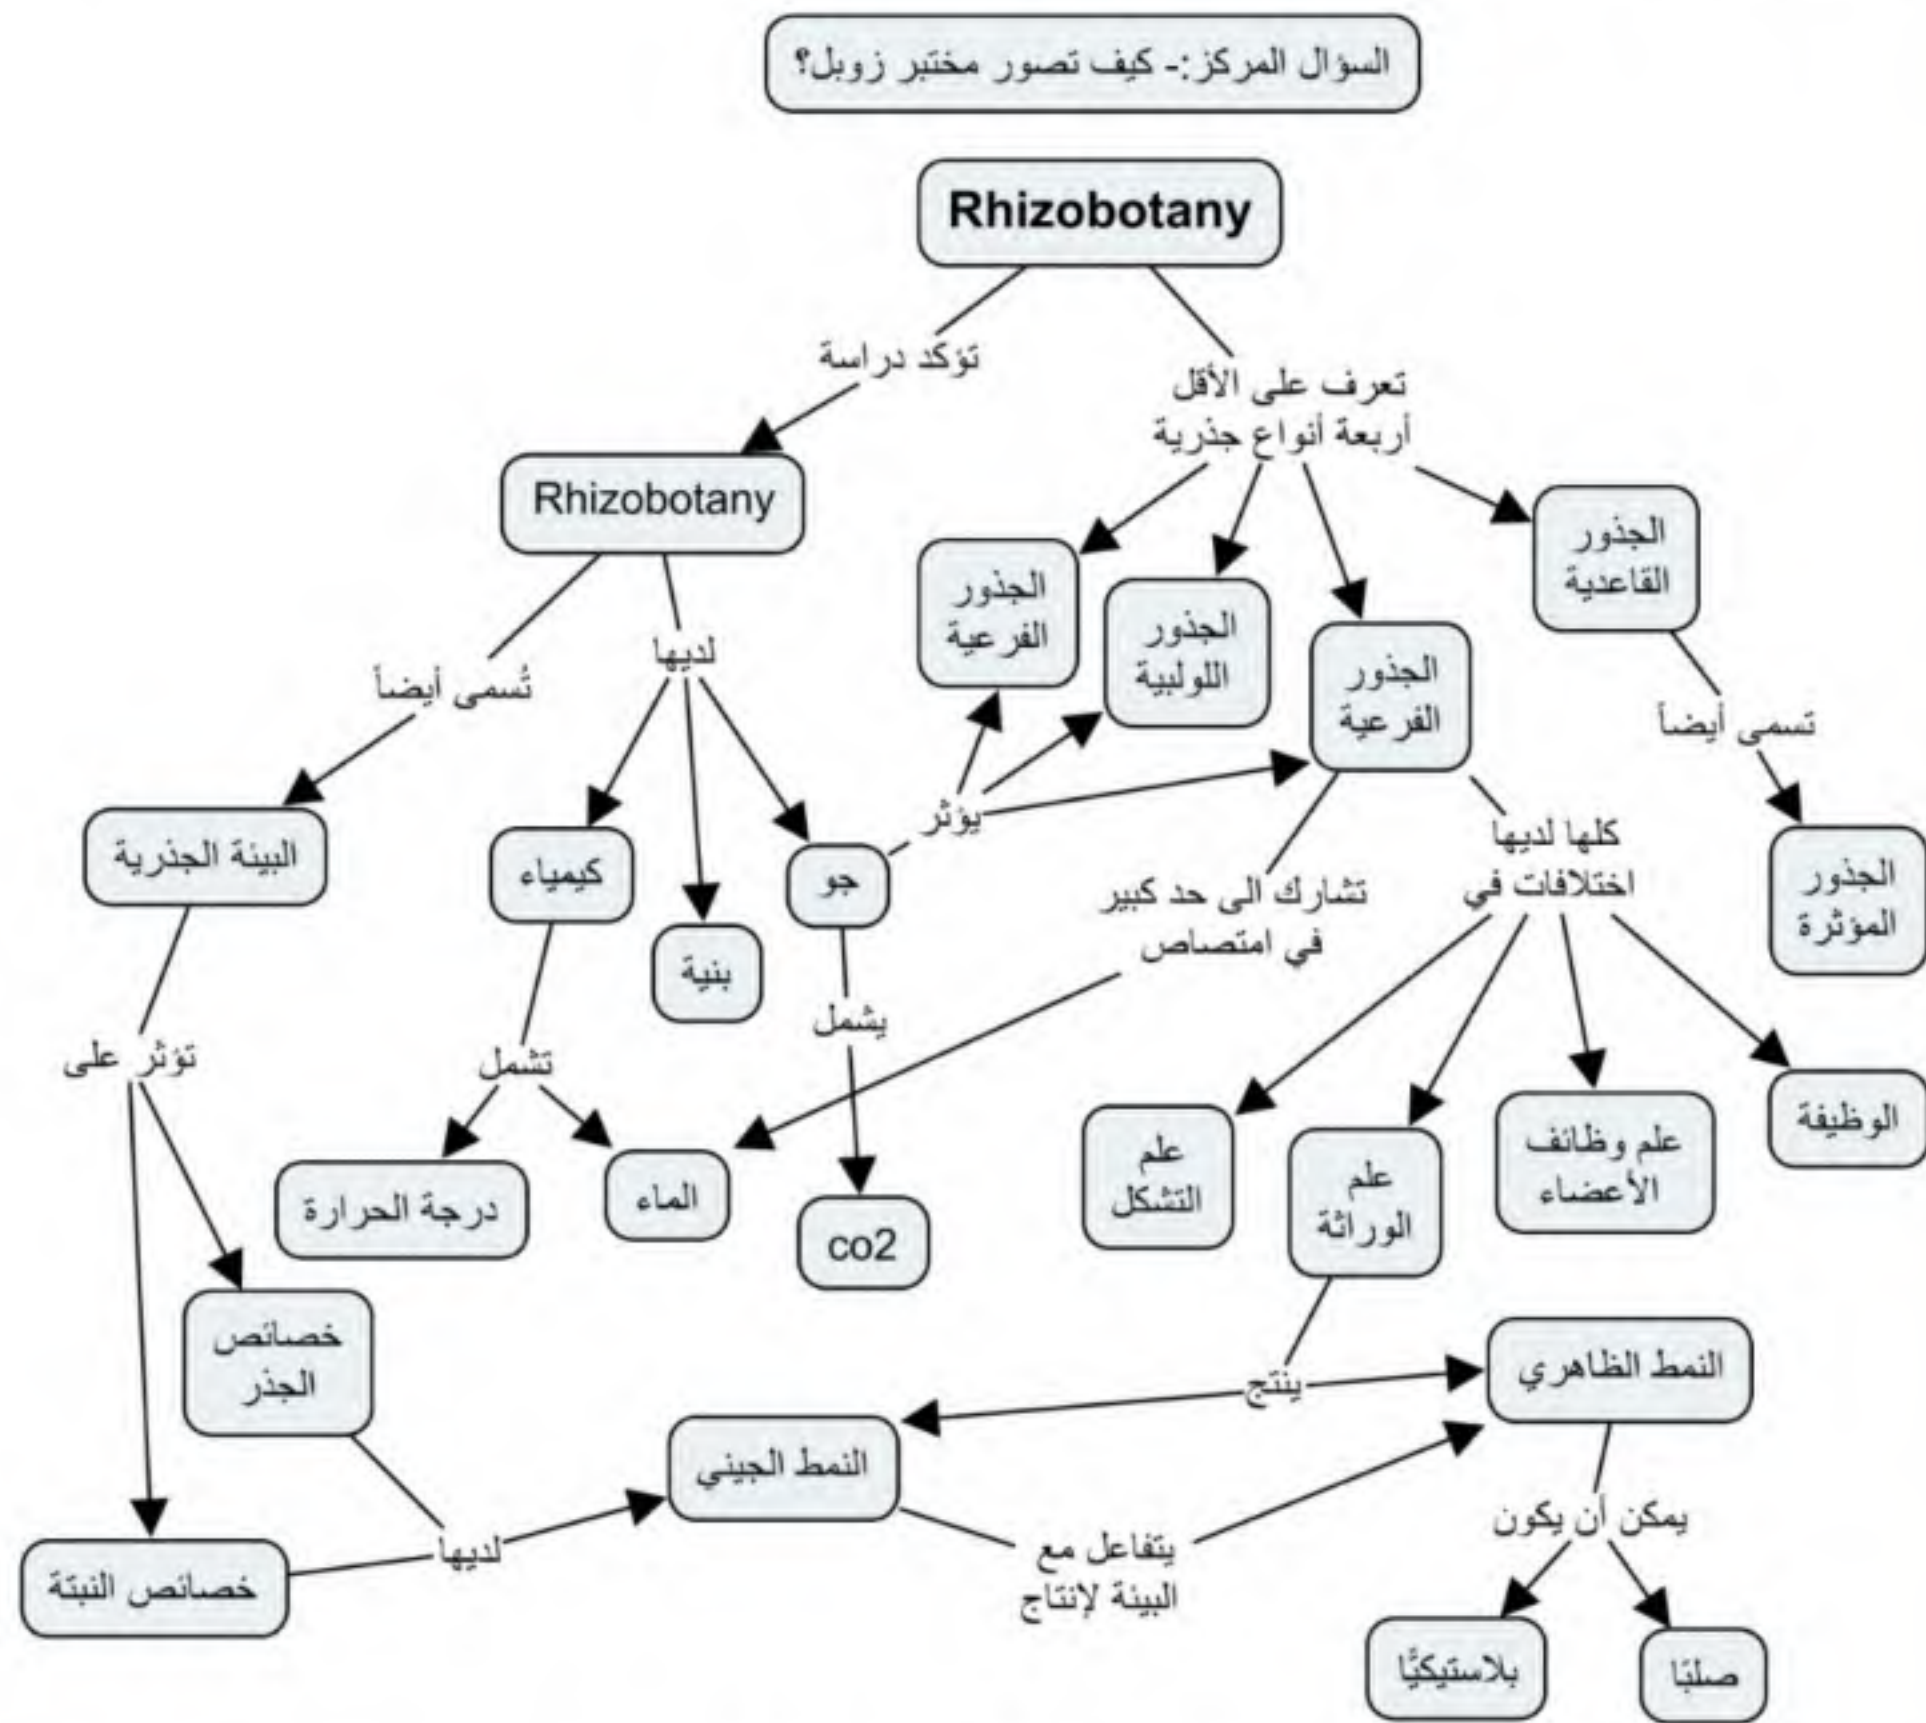 السؤال المركز:- كيف تصور مختبر زوبل؟
Rhizobotany
تؤكد دراسة
تعرف على الأقل
أربعة أنواع جذرية
Rhizobotany
الجذور
القاعدية
الجذور
الفرعية
الجذور
اللولبية
الجذور
الفرعية
لديها
تُسمى أيضاً
تسمى أيضاً
البيئة الجذرية
كيمياء
بنية
جو
يؤثر
كلها لديها
اختلافات في
الجذور
المؤثرة
تشارك الى حد كبير
في امتصاص
تؤثر على
تشمل
يشمل
درجة الحرارة
الماء
co2
علم
التشكل
علم
الوراثة
علم وظائف
الأعضاء
الوظيفة
خصائص
الجذر
ينتج
النمط الظاهري
النمط الجيني
خصائص النبتة
لديها
يتفاعل مع
البيئة لإنتاج
يمكن أن يكون
بلاستيكيًا
صلبًا